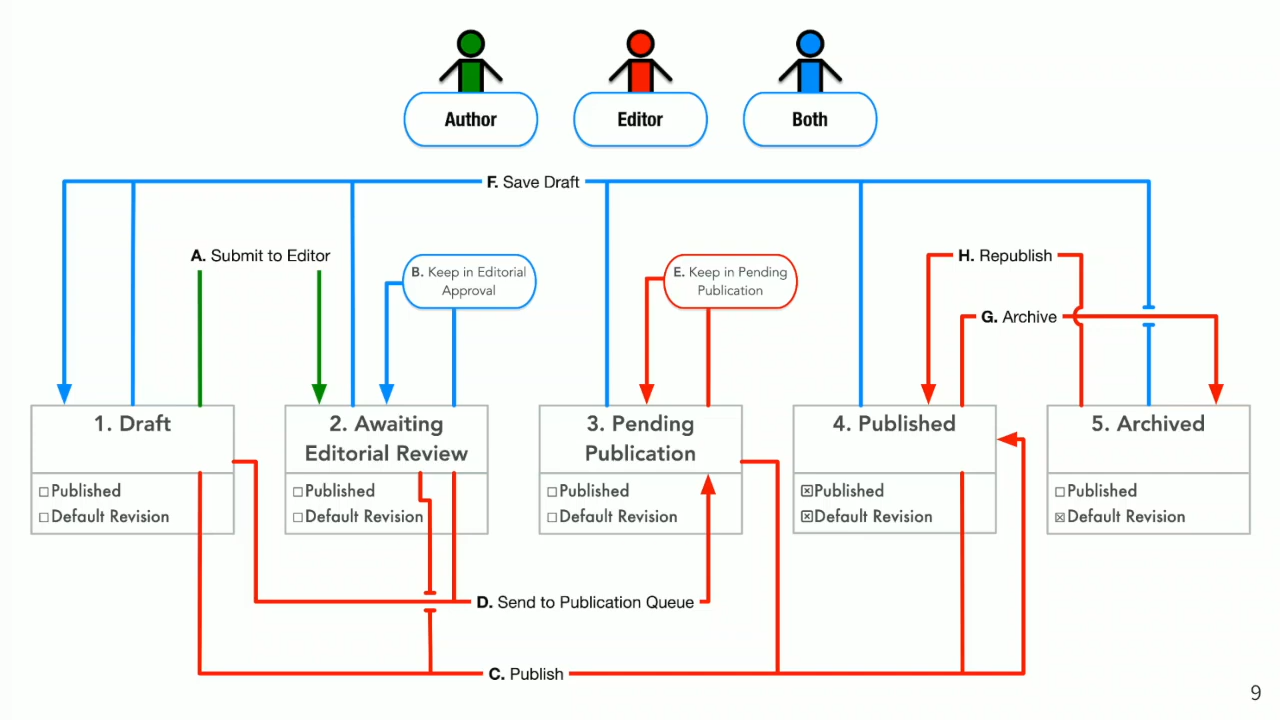 Author
Editor
Both
F. Save Draft
A. Submit to Editor
B. Keep in Editorial
Approval
E. Keep in Pending
Publication
H. Republish
G. Archive
1. Draft
Published
Default Revision
2. Awaiting
Editorial Review
Published
Default Revision
3. Pending
Publication
Published
Default Revision
4. Published
Published
Default Revision
5. Archived
Published
Default Revision
D. Send to Publication Queue
C. Publish
9